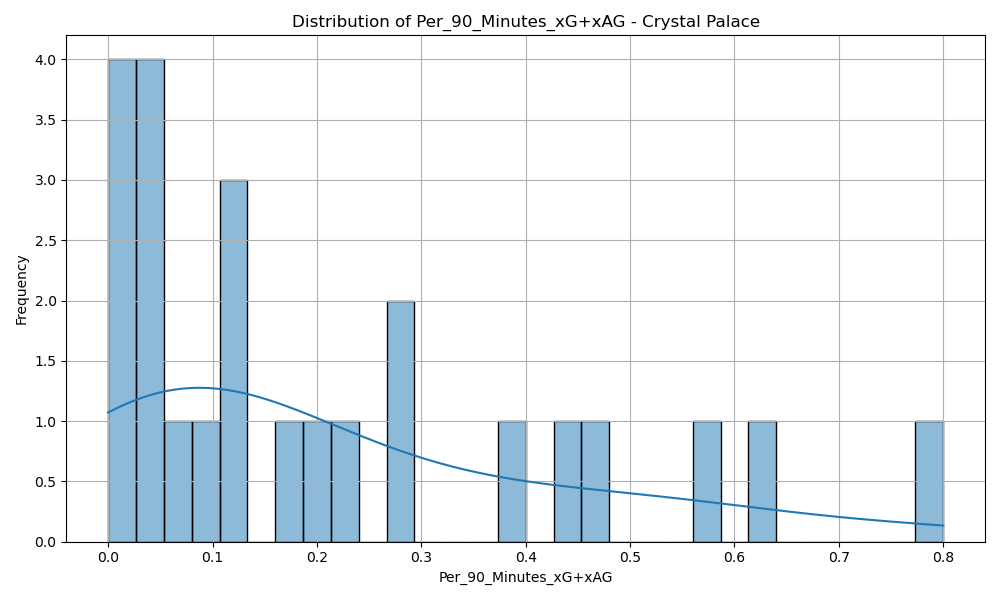 Distribution of Per_90_Minutes_xG+xAG - Crystal Palace
4.0
3.5
3.0
2.5
2.0
1.5
1.0
0.5
0.0
Frequency
0.0 0.1 0.2 0.3 0.4 0.5 0.6 0.7 0.8
Per_90_Minutes_xG+xAG